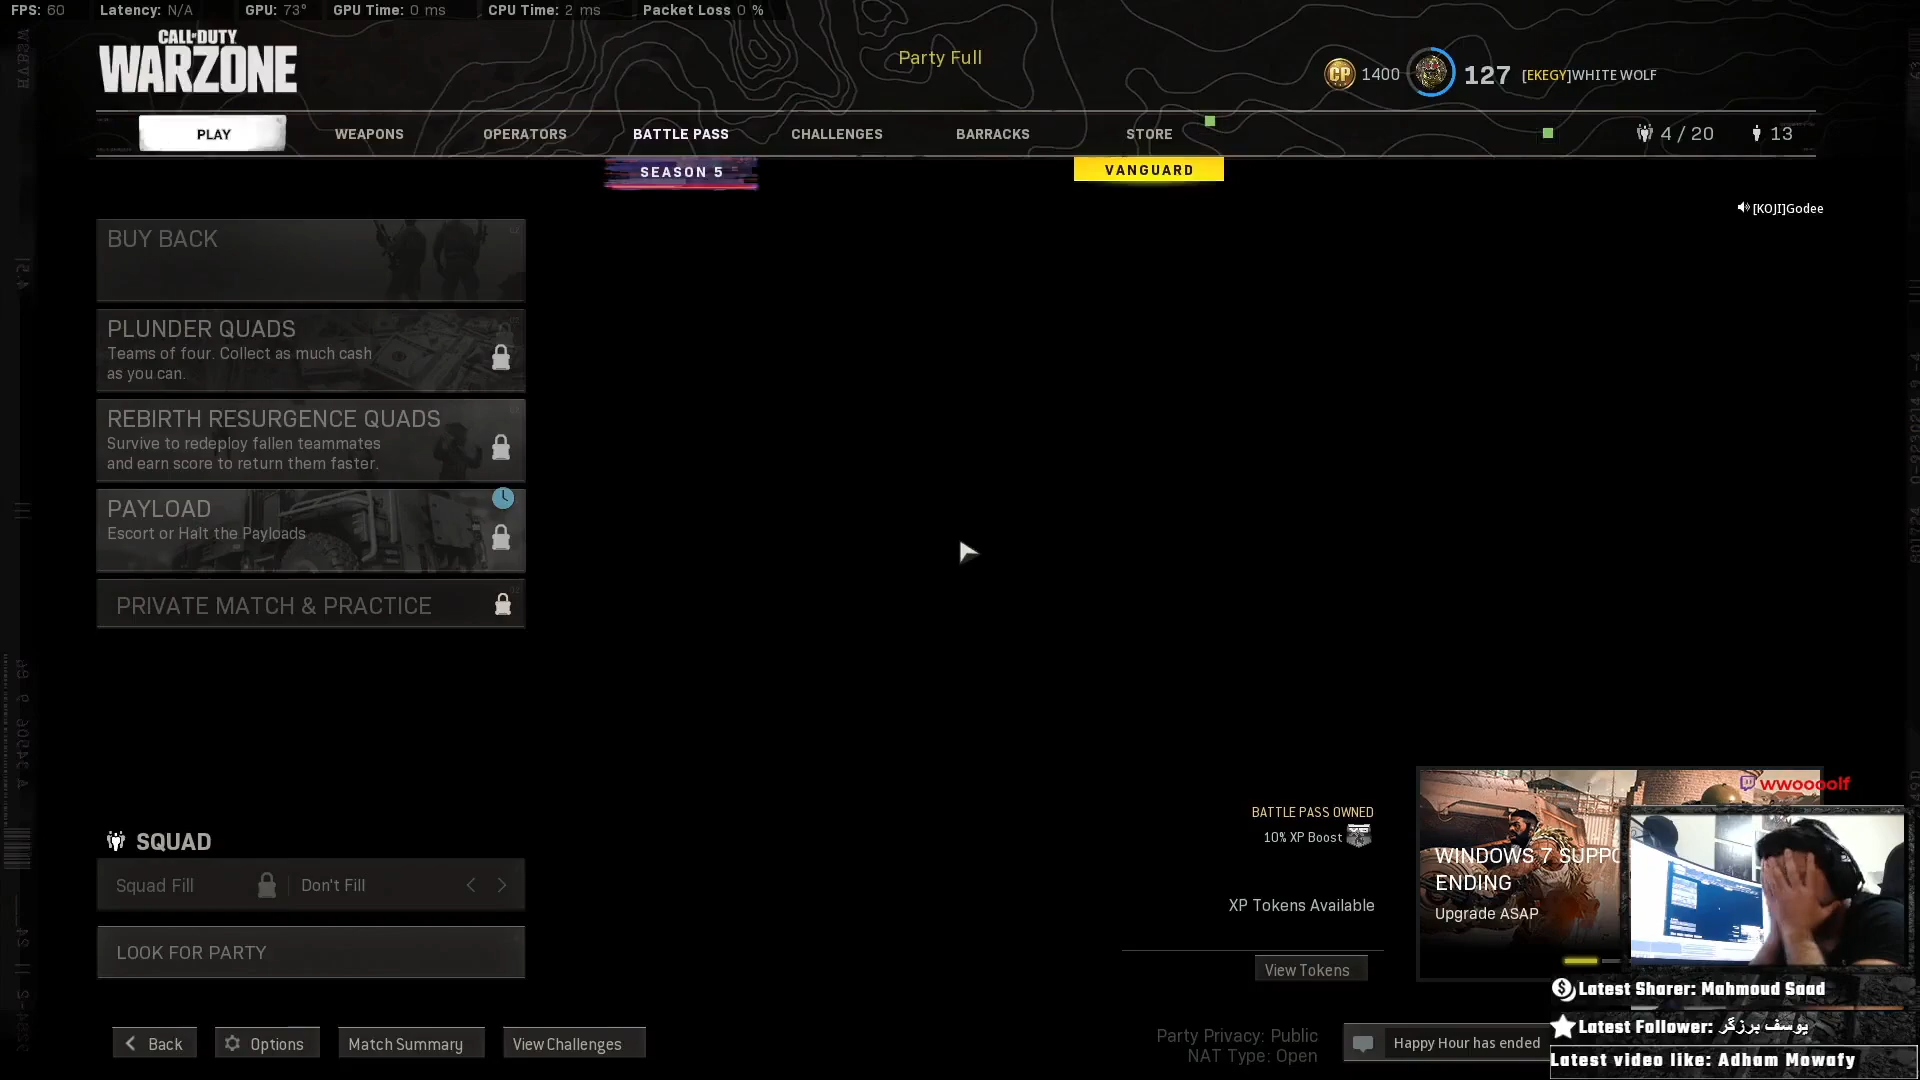 FPS: 60 Latency: N/A GPU: 73° GPU Time: 0 ms CPU Time: 2 ms Packet Loss 0 %
CALL OF DUTY
WARZONE
Party Full
CP 1400 127 [EKEGY]WHITE WOLF
PLAY WEAPONS OPERATORS BATTLE PASS CHALLENGES BARRACKS STORE 4 / 20 13
SEASON 5 VANGUARD
[KOJI]Godee
BUY BACK
PLUNDER QUADS
Teams of four. Collect as much cash
as you can.
REBIRTH RESURGENCE QUADS
Survive to redeploy fallen teammates
and earn score to return them faster.
PAYLOAD
Escort or Halt the Payloads
PRIVATE MATCH & PRACTICE
SQUAD
Squad Fill Don't Fill
LOOK FOR PARTY
BATTLE PASS OWNED
10% XP Boost
XP Tokens Available
View Tokens
wwoooolf
WINDOWS 7 SUPPO
ENDING
Upgrade ASAP
Latest Sharer: Mahmoud Saad
Latest Follower: يوسف برزگر
Latest video like: Adham Mowafy
Back Options Match Summary View Challenges
Party Privacy: Public
NAT Type: Open
Happy Hour has ended